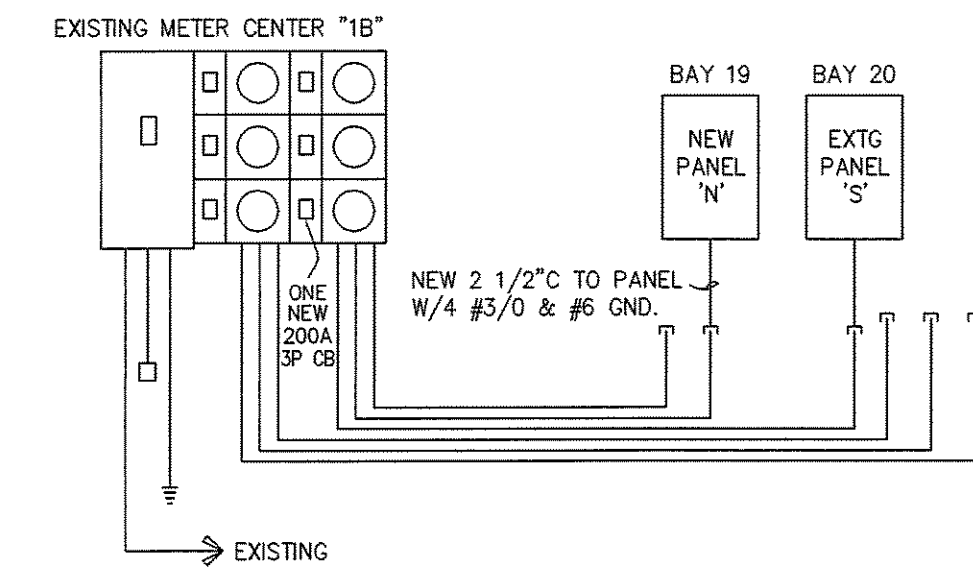 EXISTING METER CENTER "1B"
BAY 19
BAY 20
NEW
PANEL
'N'
EXTG
PANEL
'S'
ONE
NEW
200A
3P CB
NEW 2 1/2"C TO PANEL
W/4 #3/0 & #6 GND.
EXISTING